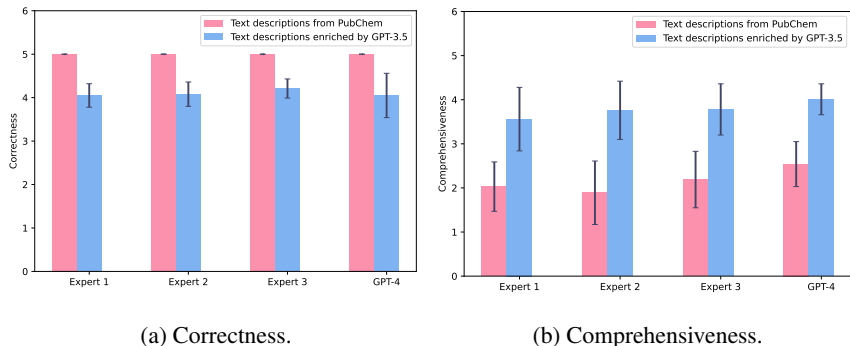 Text descriptions from PubChem
Text descriptions enriched by GPT-3.5
6
5
4
3
2
1
0
Correctness
Expert 1 Expert 2 Expert 3 GPT-4
(a) Correctness.
Text descriptions from PubChem
Text descriptions enriched by GPT-3.5
6
5
4
3
2
1
0
Comprehensiveness
Expert 1 Expert 2 Expert 3 GPT-4
(b) Comprehensiveness.